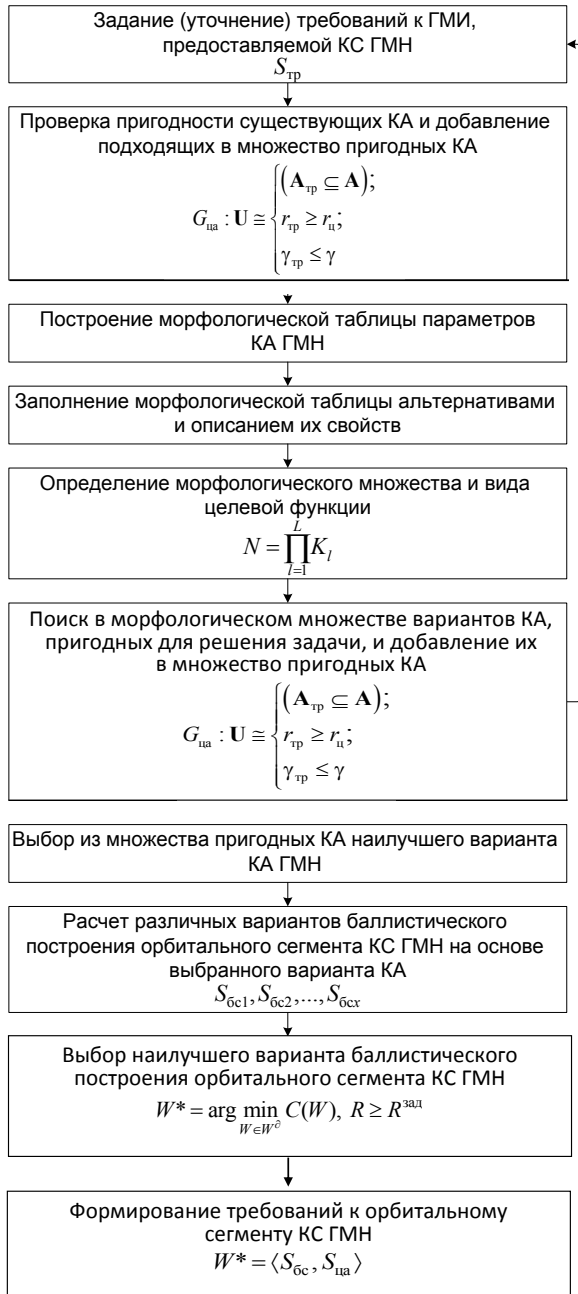 Задание (уточнение) требований к ГМИ,
предоставляемой КС ГМН
S_тр
Проверка пригодности существующих КА и добавление
подходящих в множество пригодных КА
G_ца : U ≅ { (A_тр ⊆ A);
r_тр ≥ r_ц;
γ_тр ≤ γ
Построение морфологической таблицы параметров
КА ГМН
Заполнение морфологической таблицы альтернативами
и описанием их свойств
Определение морфологического множества и вида
целевой функции
N = ∏_{l=1}^{L} K_l
Поиск в морфологическом множестве вариантов КА,
пригодных для решения задачи, и добавление их
в множество пригодных КА
G_ца : U ≅ { (A_тр ⊆ A);
r_тр ≥ r_ц;
γ_тр ≤ γ
Выбор из множества пригодных КА наилучшего варианта
КА ГМН
Расчет различных вариантов баллистического
построения орбитального сегмента КС ГМН на основе
выбранного варианта КА
S_бс1, S_бс2,..., S_бсx
Выбор наилучшего варианта баллистического
построения орбитального сегмента КС ГМН
W* = arg min_{W∈W^∂} C(W), R ≥ R^зад
Формирование требований к орбитальному
сегменту КС ГМН
W* = ⟨S_бс, S_ца⟩